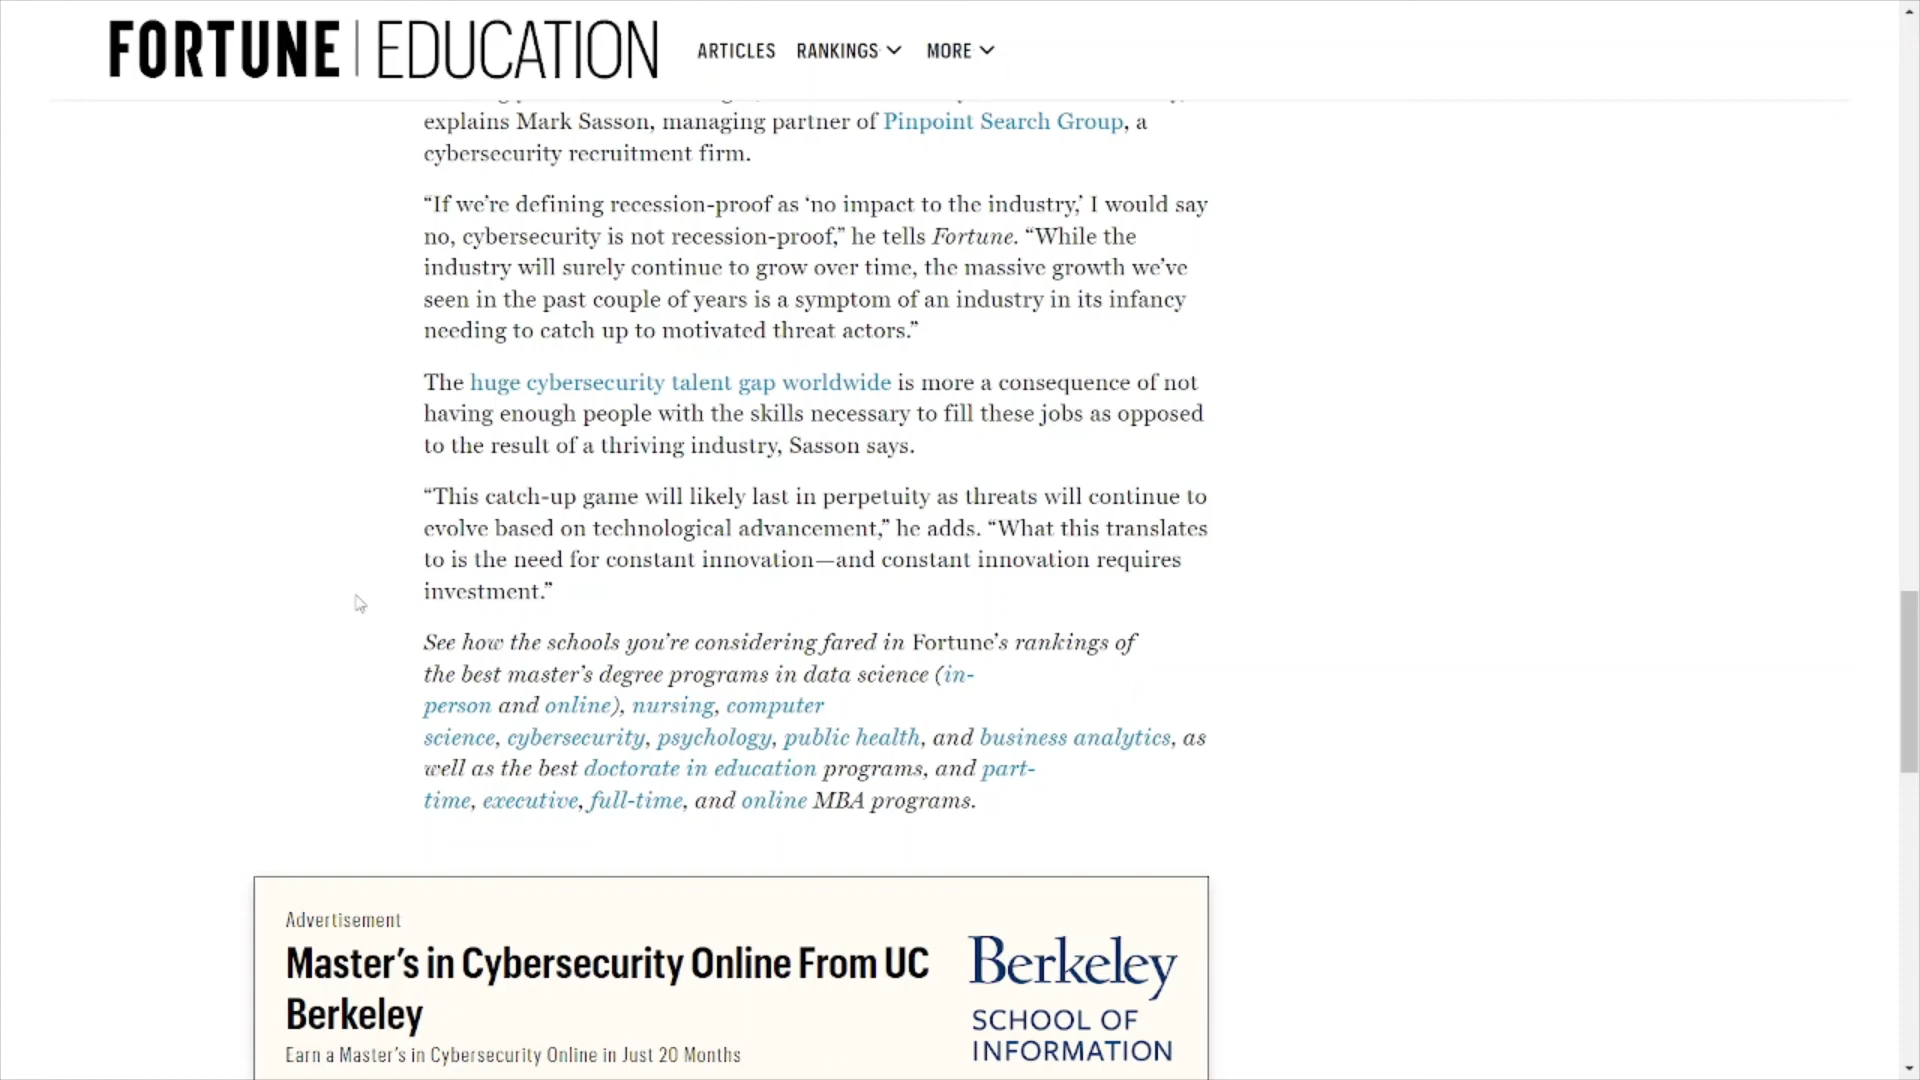 FORTUNE | EDUCATION ARTICLES RANKINGS MORE
explains Mark Sasson, managing partner of Pinpoint Search Group, a
cybersecurity recruitment firm.
“If we’re defining recession-proof as ‘no impact to the industry,’ I would say
no, cybersecurity is not recession-proof,” he tells Fortune. “While the
industry will surely continue to grow over time, the massive growth we’ve
seen in the past couple of years is a symptom of an industry in its infancy
needing to catch up to motivated threat actors.”
The huge cybersecurity talent gap worldwide is more a consequence of not
having enough people with the skills necessary to fill these jobs as opposed
to the result of a thriving industry, Sasson says.
“This catch-up game will likely last in perpetuity as threats will continue to
evolve based on technological advancement,” he adds. “What this translates
to is the need for constant innovation—and constant innovation requires
investment.”
See how the schools you’re considering fared in Fortune’s rankings of
the best master’s degree programs in data science (in-
person and online), nursing, computer
science, cybersecurity, psychology, public health, and business analytics, as
well as the best doctorate in education programs, and part-
time, executive, full-time, and online MBA programs.
Advertisement
Master’s in Cybersecurity Online From UC
Berkeley
Earn a Master’s in Cybersecurity Online in Just 20 Months
Berkeley
SCHOOL OF
INFORMATION